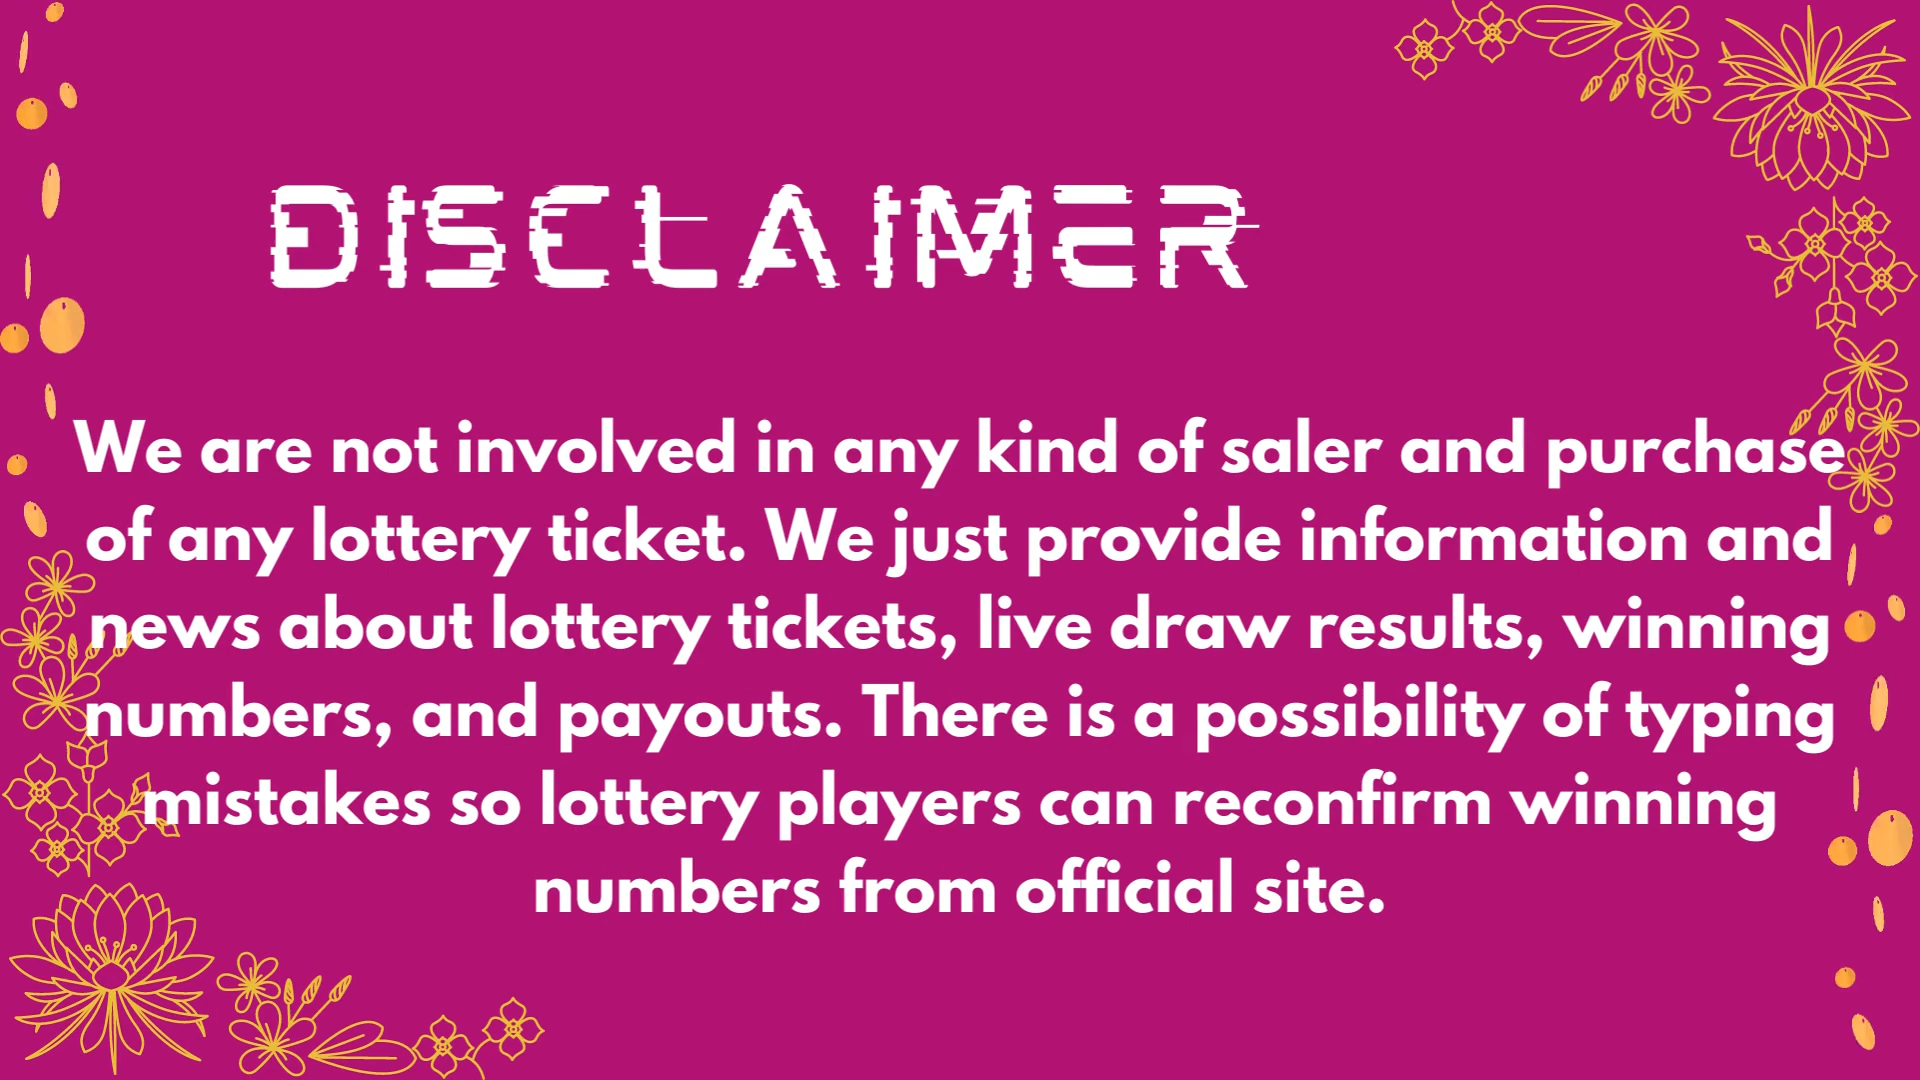 DISCLAIMER
We are not involved in any kind of saler and purchase
of any lottery ticket. We just provide information and
news about lottery tickets, live draw results, winning
numbers, and payouts. There is a possibility of typing
mistakes so lottery players can reconfirm winning
numbers from official site.